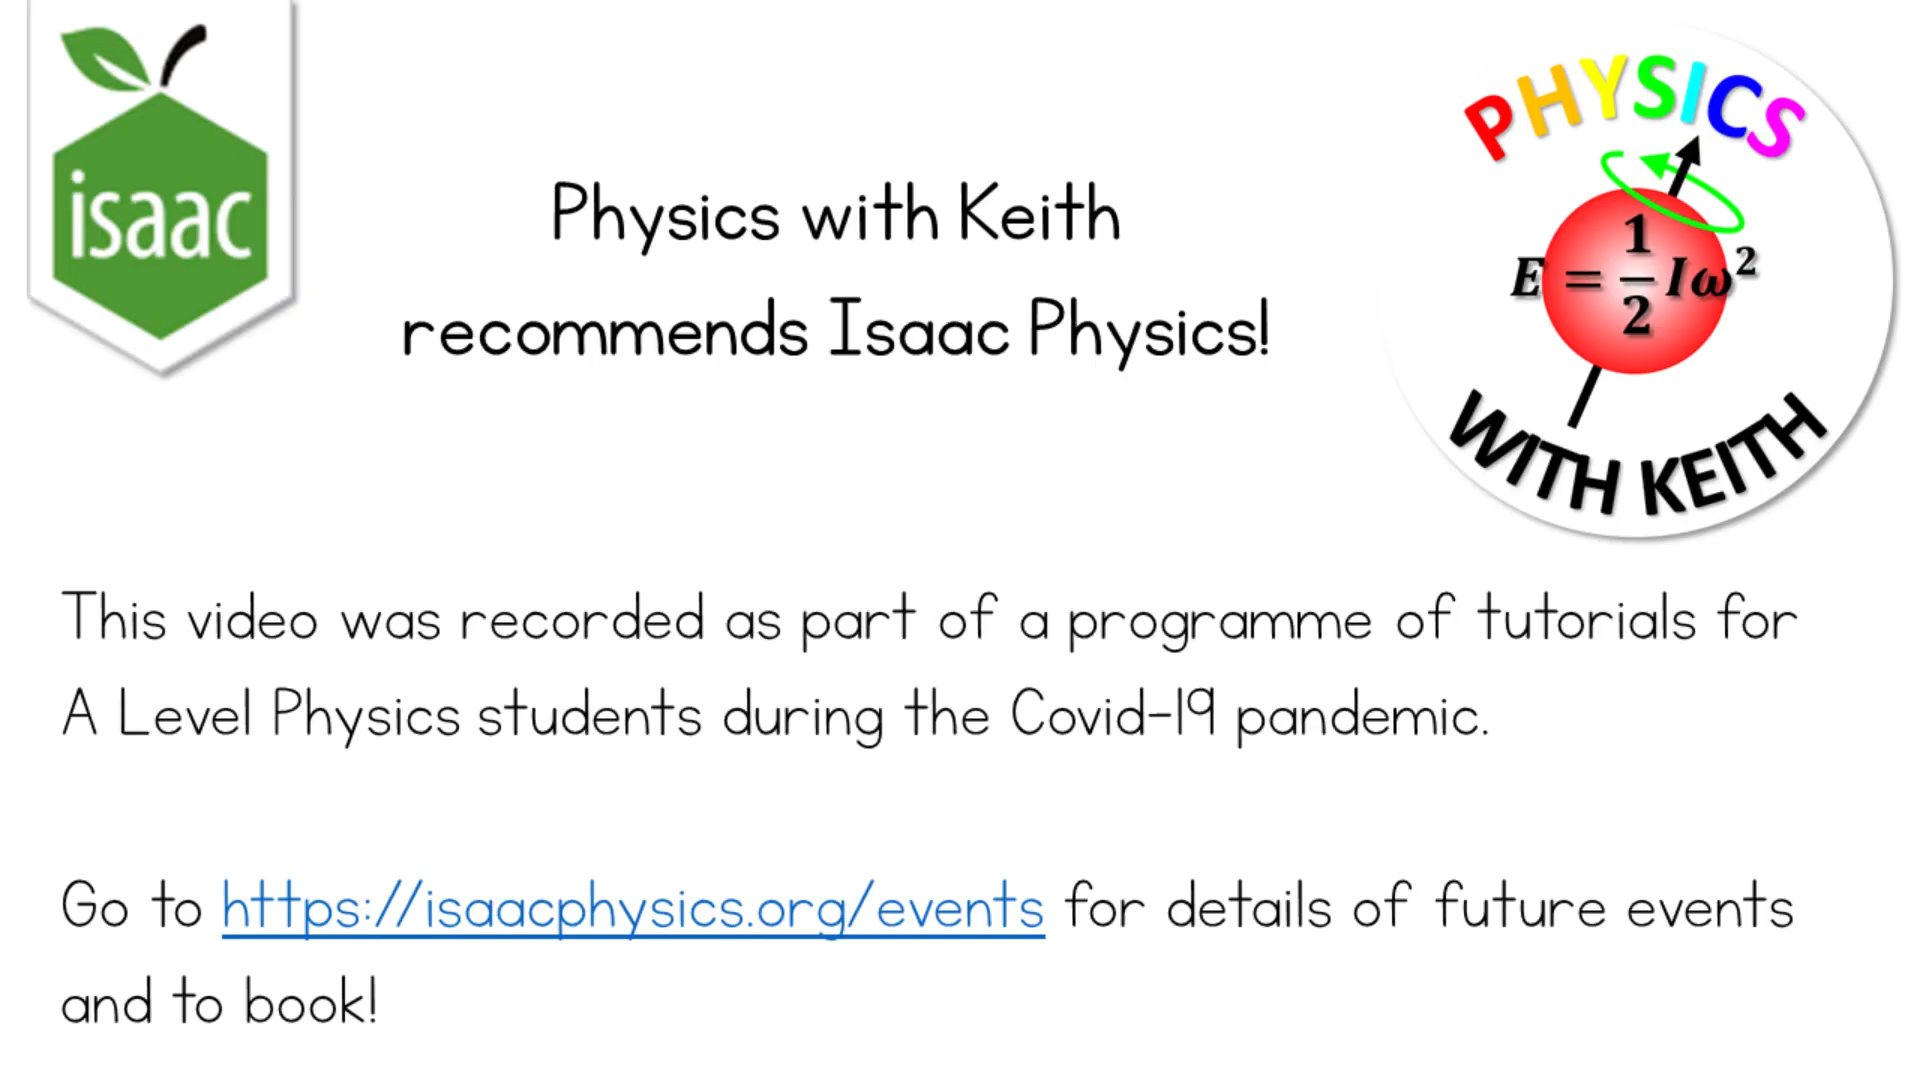 isaac
Physics with Keith
recommends Isaac Physics!
PHYSICS
E = 1/2 Iω²
WITH KEITH
This video was recorded as part of a programme of tutorials for
A Level Physics students during the Covid-19 pandemic.
Go to https://isaacphysics.org/events for details of future events
and to book!